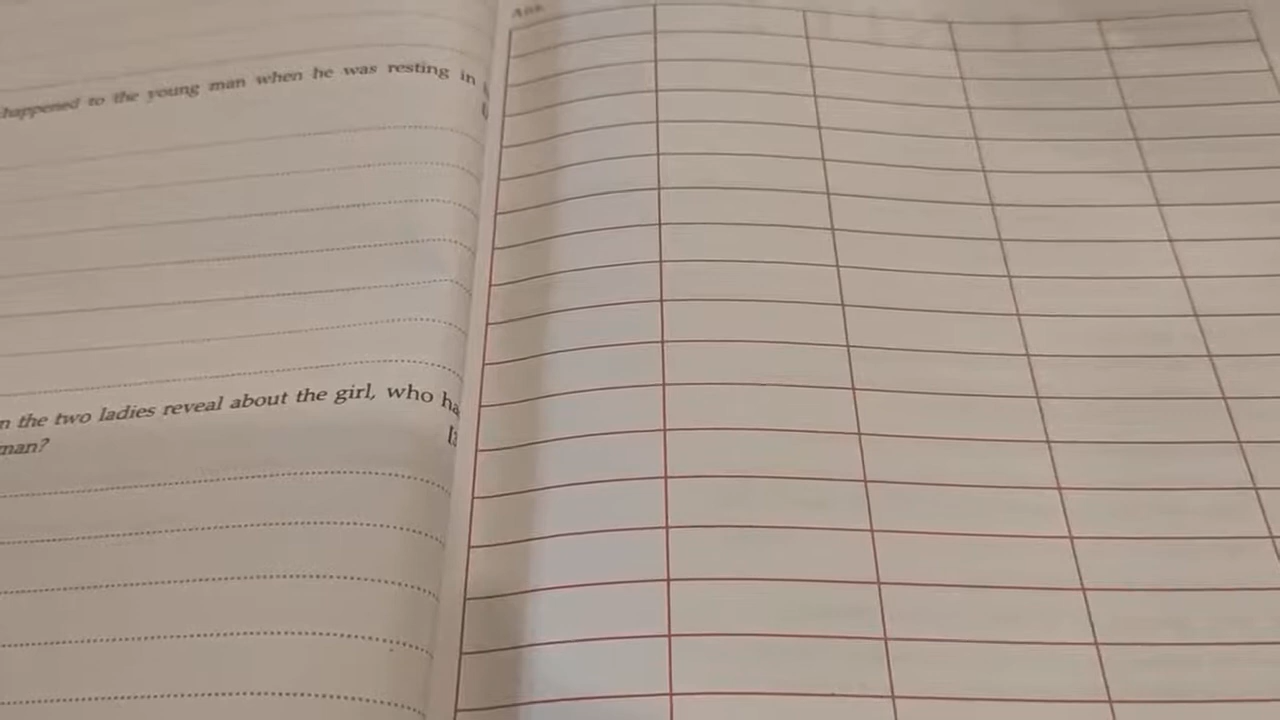 happened to the young man when he was resting in
the two ladies reveal about the girl, who
man?
Ans